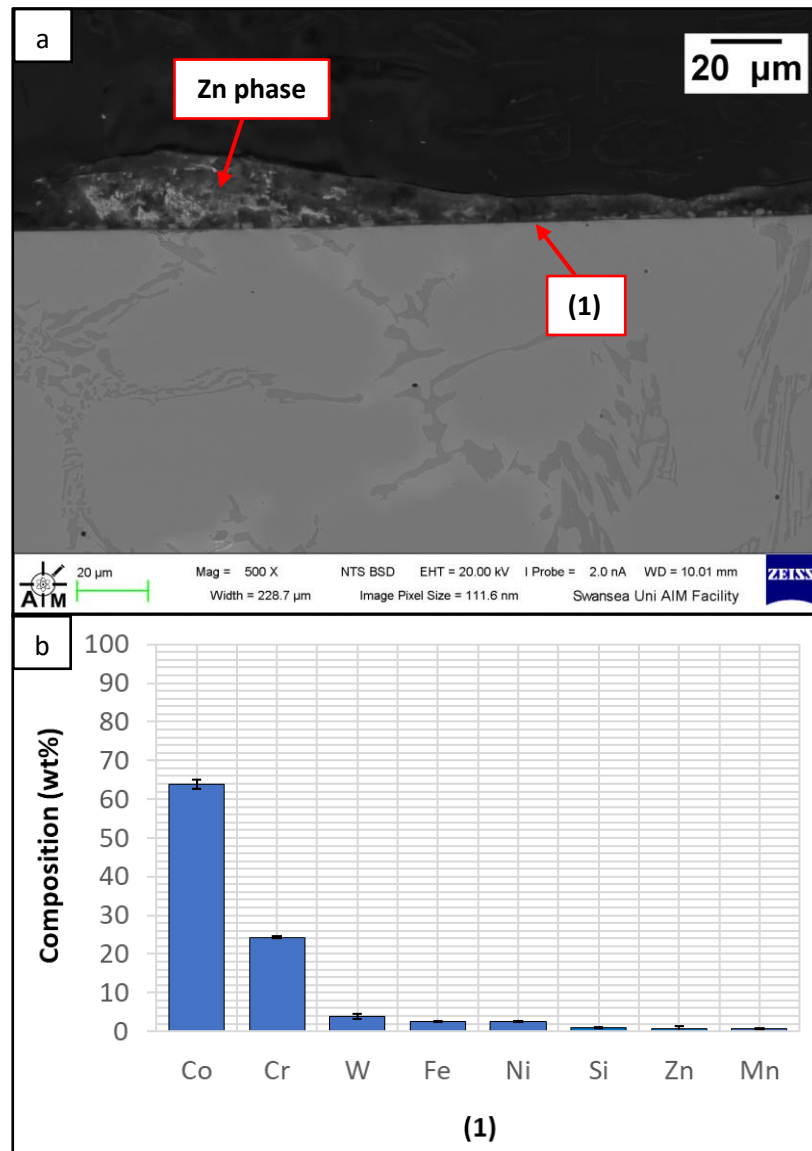 a
20 µm
Zn phase
(1)
AIM
20 µm
Mag = 500 X NTS BSD EHT = 20.00 kV I Probe = 2.0 nA WD = 10.01 mm
Width = 228.7 µm Image Pixel Size = 111.6 nm Swansea Uni AIM Facility
ZEISS
b
Composition (wt%)
100
90
80
70
60
50
40
30
20
10
0
Co Cr W Fe Ni Si Zn Mn
(1)